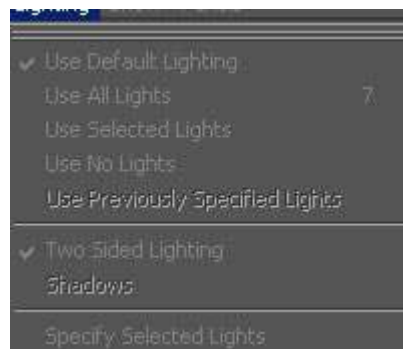 Lighting
Use Default Lighting
Use All Lights 7
Use Selected Lights
Use No Lights
Use Previously Specified Lights
Two Sided Lighting
Shadows
Specify Selected Lights